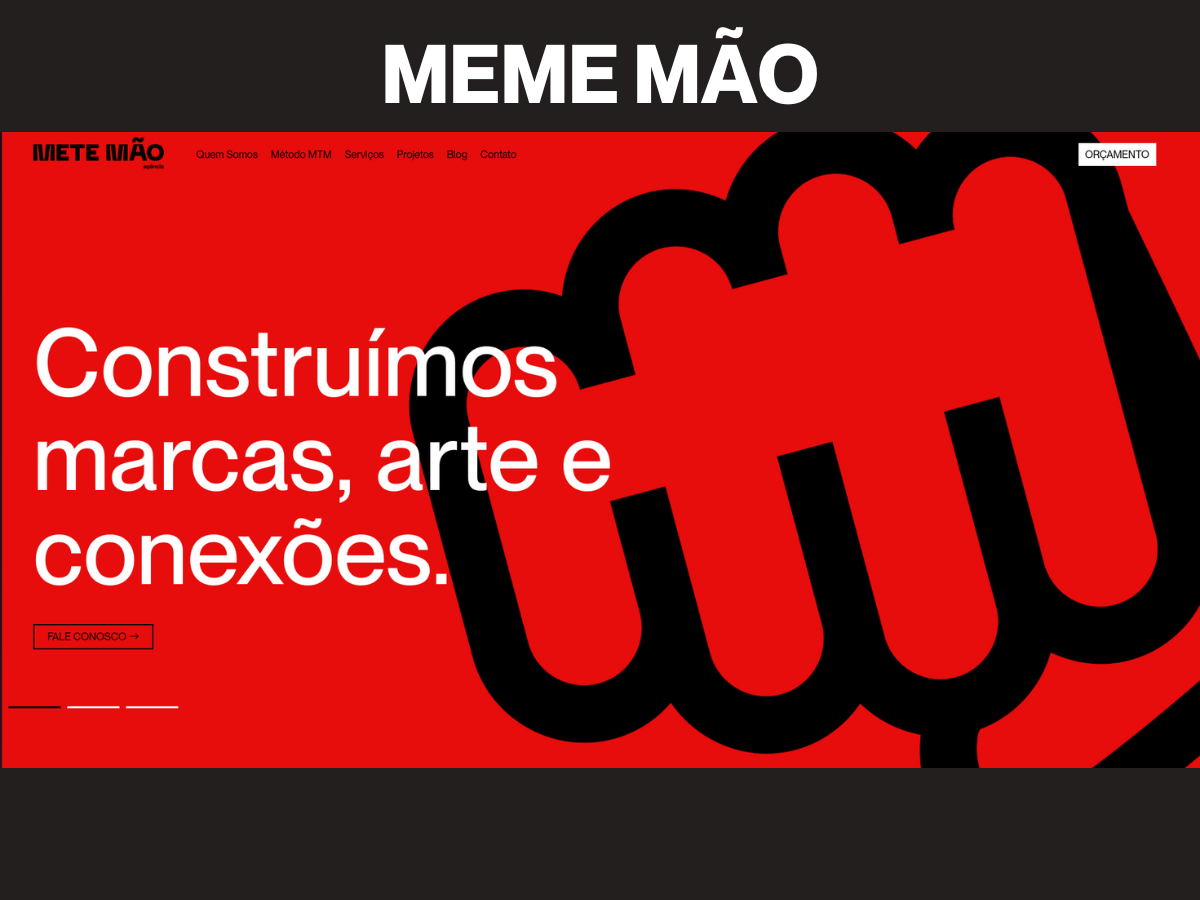 MEME MÃO
METE MÃO
agência
Quem Somos Método MTM Serviços Projetos Blog Contato
ORÇAMENTO
Construímos
marcas, arte e
conexões.
FALE CONOSCO →